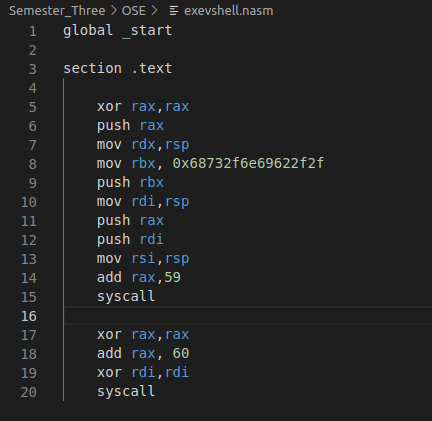 Semester_Three > OSE > exevshell.nasm
1 global _start
2
3 section .text
4
5 xor rax,rax
6 push rax
7 mov rdx,rsp
8 mov rbx, 0x68732f6e69622f2f
9 push rbx
10 mov rdi,rsp
11 push rax
12 push rdi
13 mov rsi,rsp
14 add rax,59
15 syscall
16
17 xor rax,rax
18 add rax, 60
19 xor rdi,rdi
20 syscall